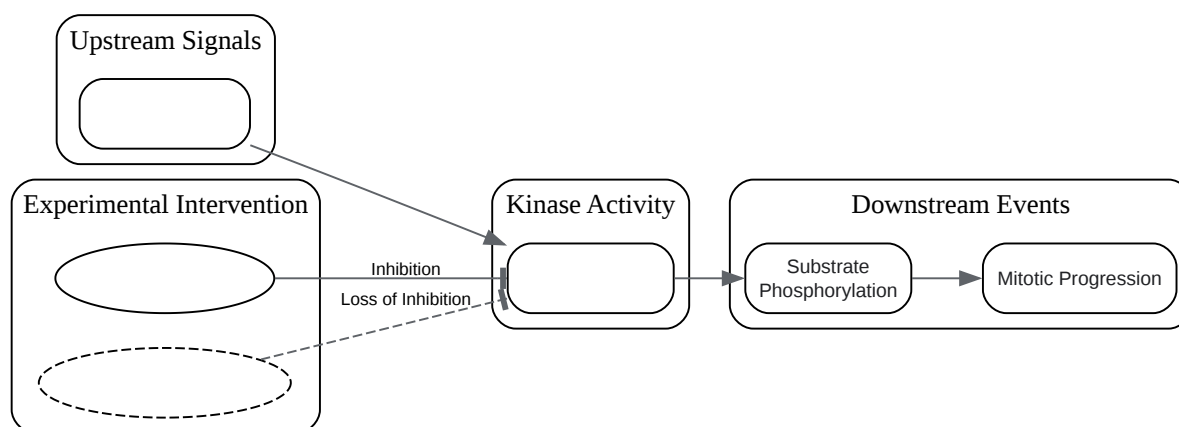 Upstream Signals
Experimental Intervention
Inhibition
Loss of Inhibition
Kinase Activity
Downstream Events
Substrate
Phosphorylation
Mitotic Progression